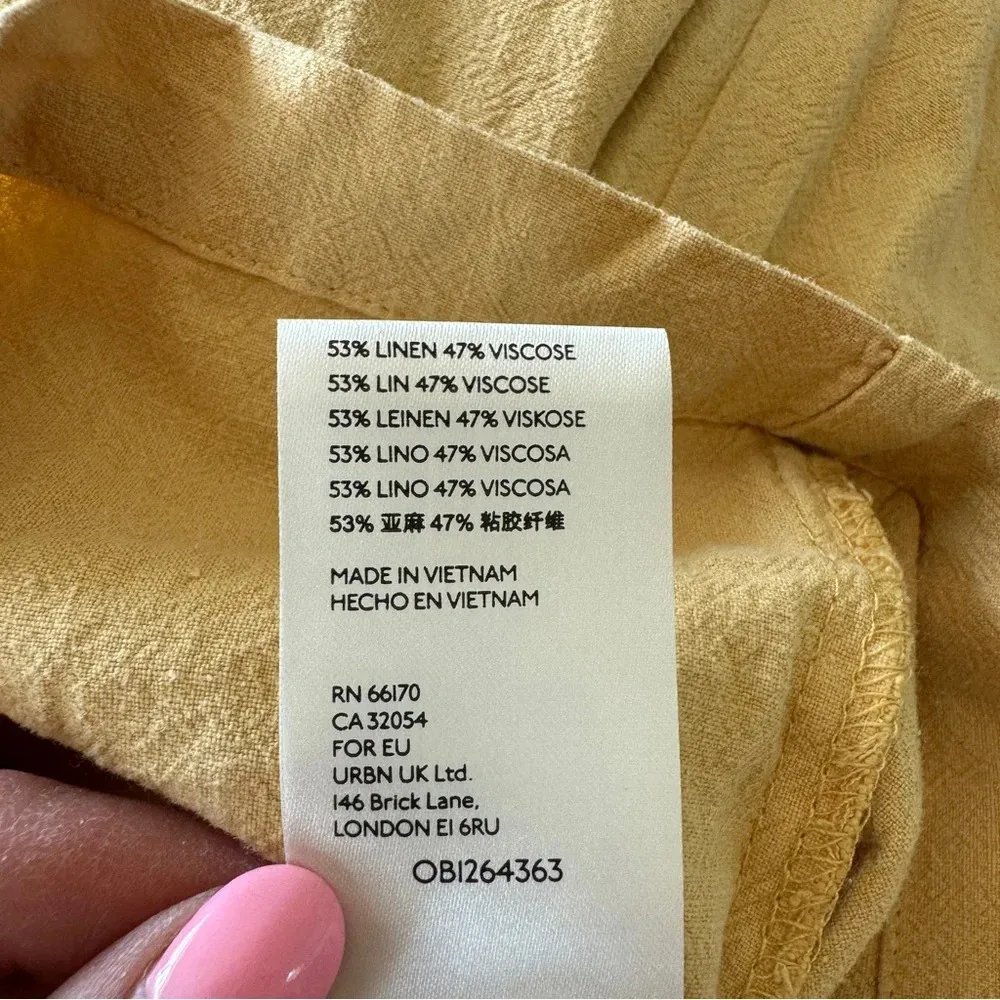 53% LINEN 47% VISCOSE
53% LIN 47% VISCOSE
53% LEINEN 47% VISKOSE
53% LINO 47% VISCOSA
53% LINO 47% VISCOSA
53% 亚麻 47% 粘胶纤维
MADE IN VIETNAM
HECHO EN VIETNAM
RN 66170
CA 32054
FOR EU
URBN UK Ltd.
146 Brick Lane,
LONDON E1 6RU
OB1264363